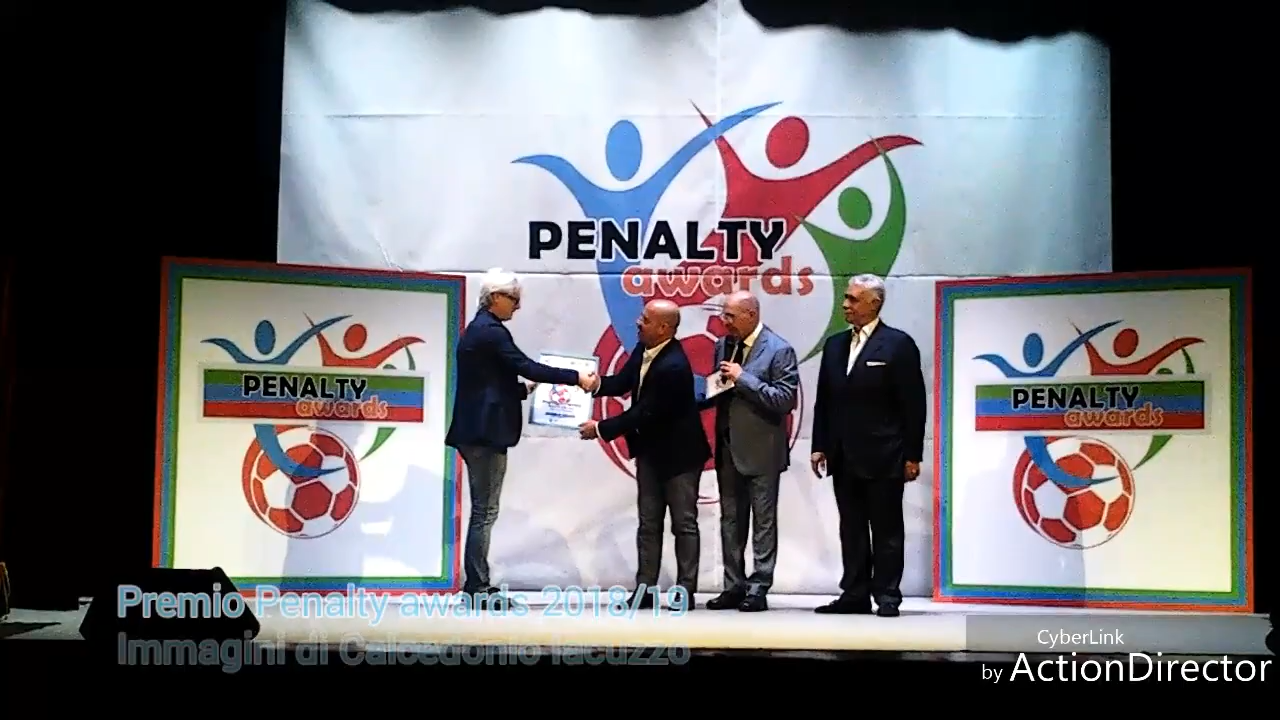 PENALTY
awards
PENALTY
awards
PENALTY
awards
Premio Penalty awards 2018/19
Immagini di Calcedonio Iacuzzo
CyberLink
by ActionDirector